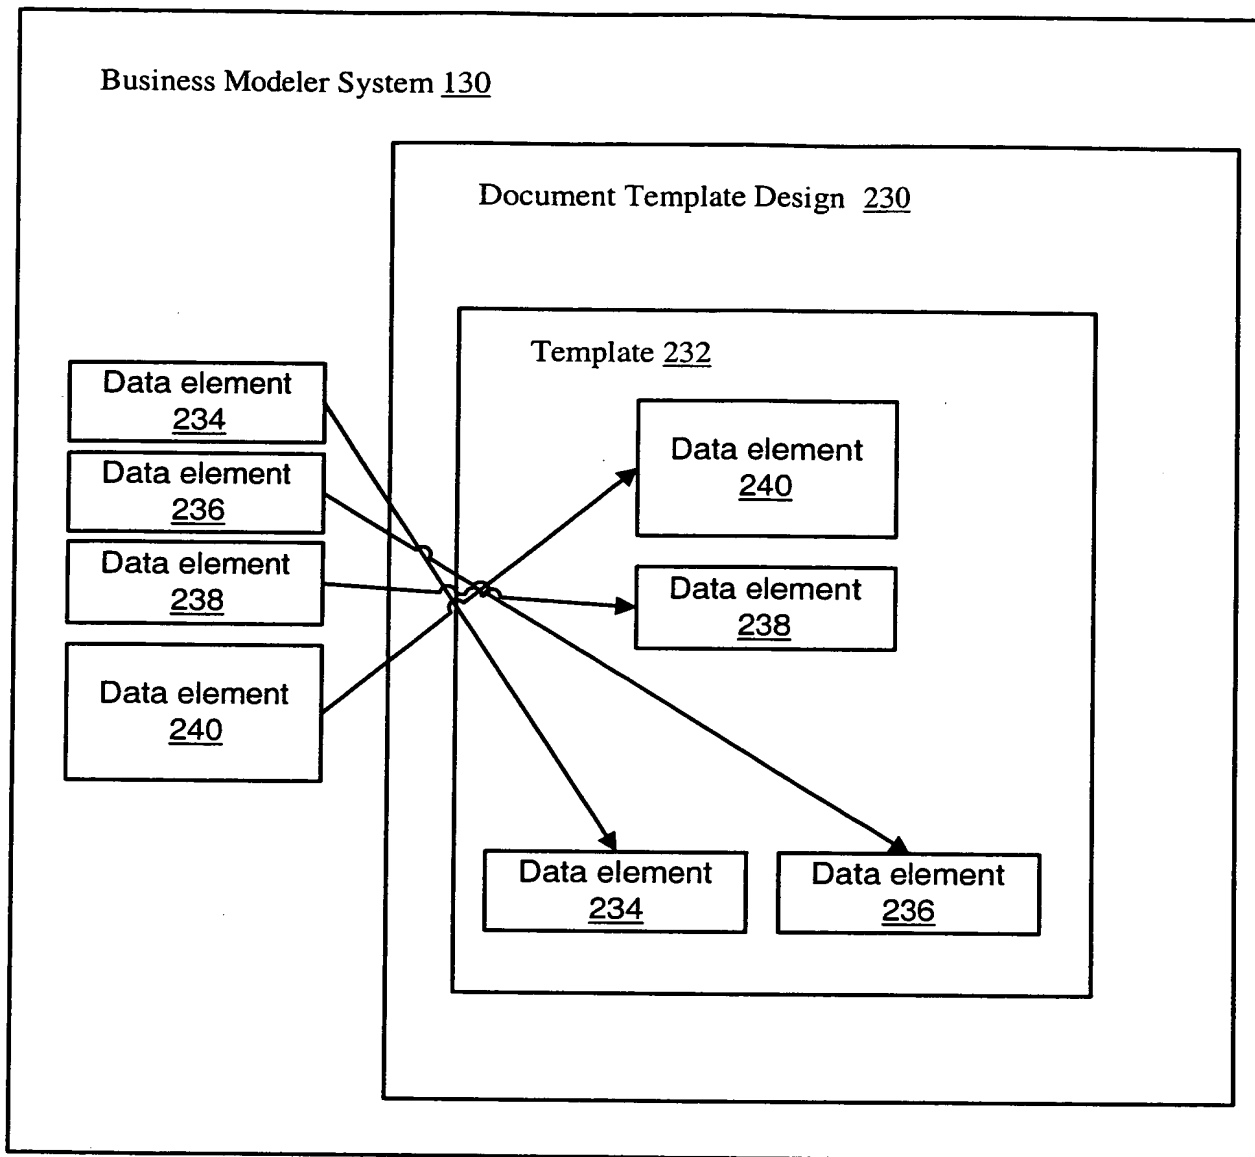 Business Modeler System 130
Document Template Design 230
Template 232
Data element
234
Data element
236
Data element
238
Data element
240
Data element
240
Data element
238
Data element
234
Data element
236